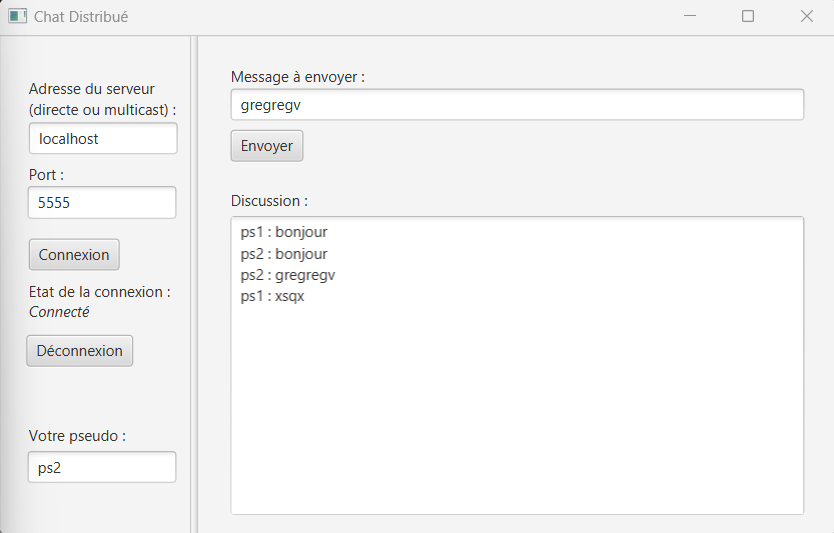 Chat Distribué
Adresse du serveur
(directe ou multicast) :
localhost
Port :
5555
Connexion
Etat de la connexion :
Connecté
Déconnexion
Votre pseudo :
ps2
Message à envoyer :
gregregv
Envoyer
Discussion :
ps1 : bonjour
ps2 : bonjour
ps2 : gregregv
ps1 : xsqx